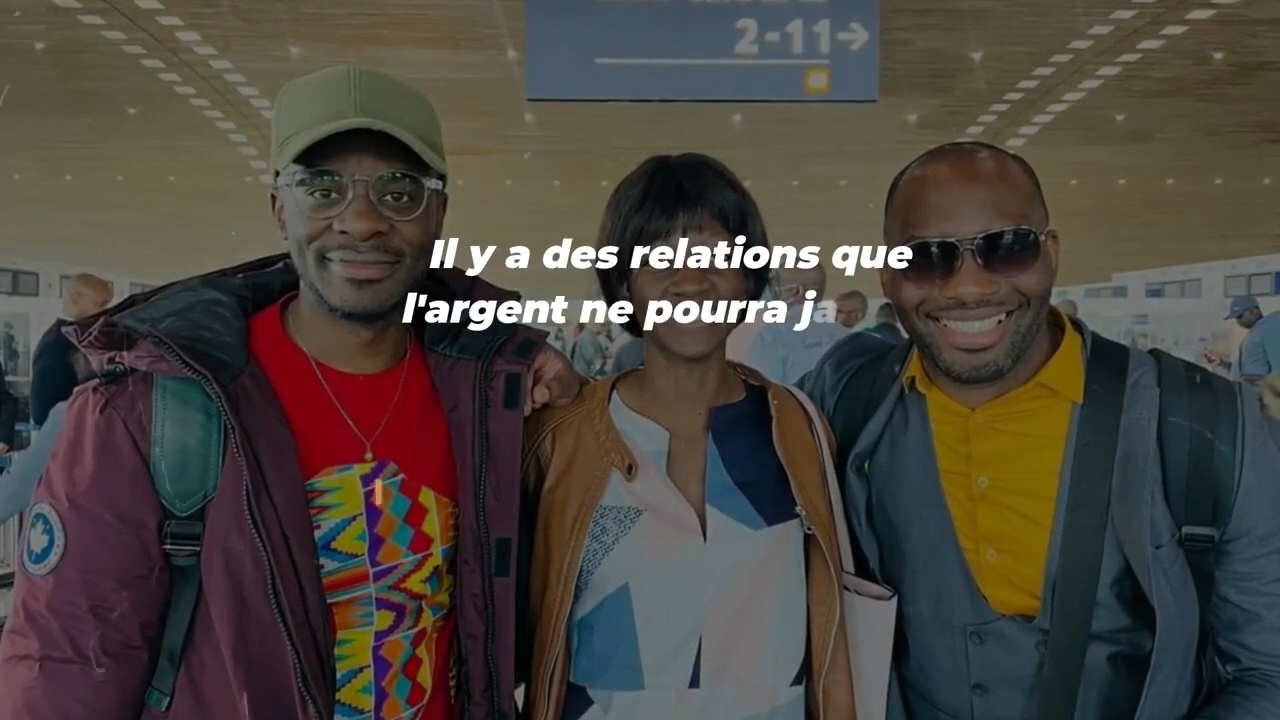 2-11→
Il y a des relations que
l'argent ne pourra ja